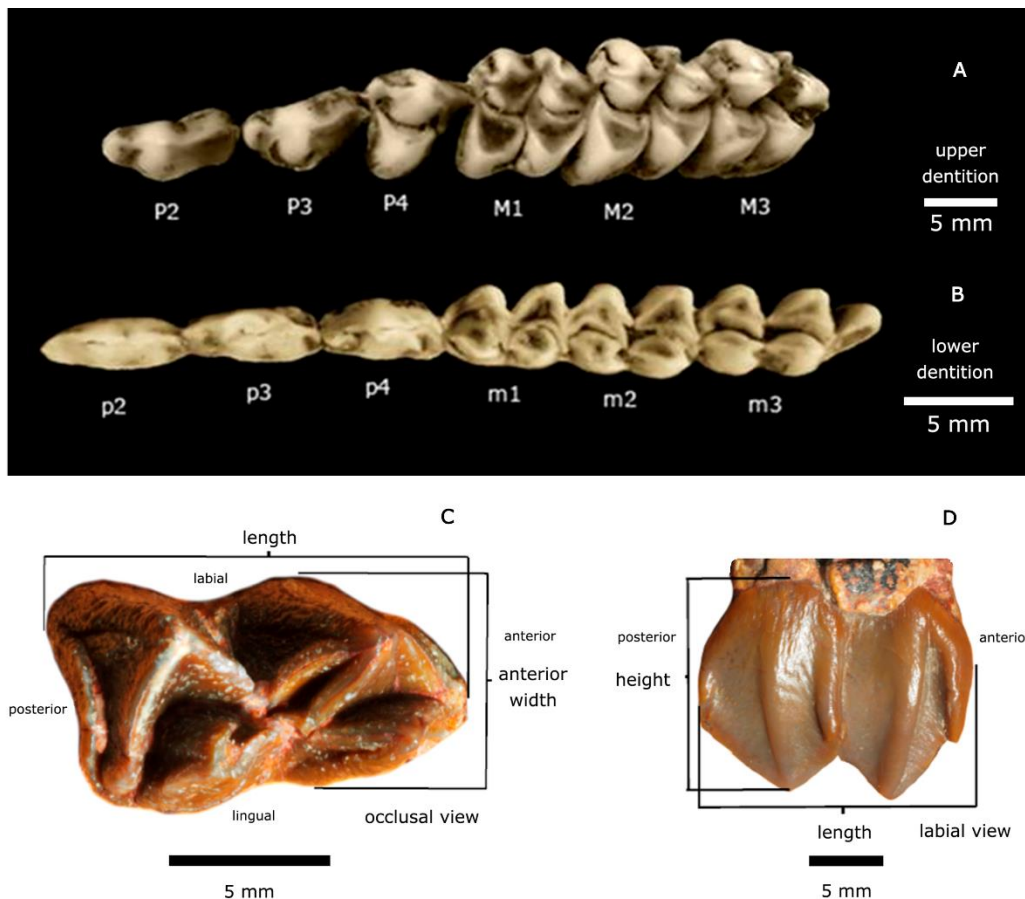 A
upper
dentition
5 mm
P2
P3
P4
M1
M2
M3
B
lower
dentition
5 mm
p2
p3
p4
m1
m2
m3
C
length
labial
anterior
anterior
width
posterior
lingual
occlusal view
5 mm
D
posterior
anterio
height
length
labial view
5 mm